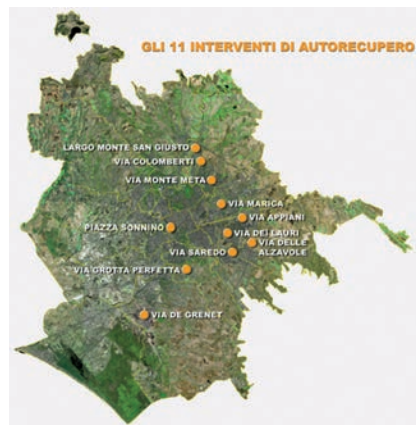 GLI 11 INTERVENTI DI AUTORECUPERO
LARGO MONTE SAN GIUSTO
VIA COLOMBERTI
VIA MONTE META
VIA MARICA
VIA APPIANI
PIAZZA SONNINO
VIA DEI LAURI
VIA DELLE
ALZAVOLE
VIA SAREDO
VIA GROTTA PERFETTA
VIA DE GRENET